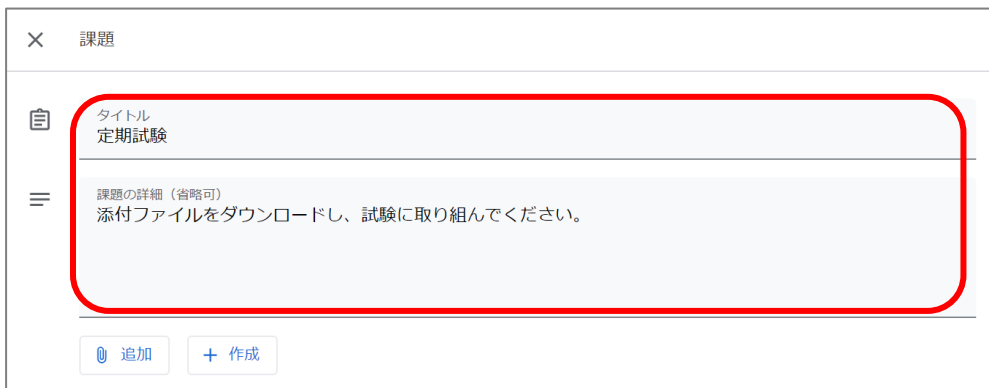 課題
タイトル
定期試験
課題の詳細（省略可）
添付ファイルをダウンロードし、試験に取り組んでください。
追加
作成